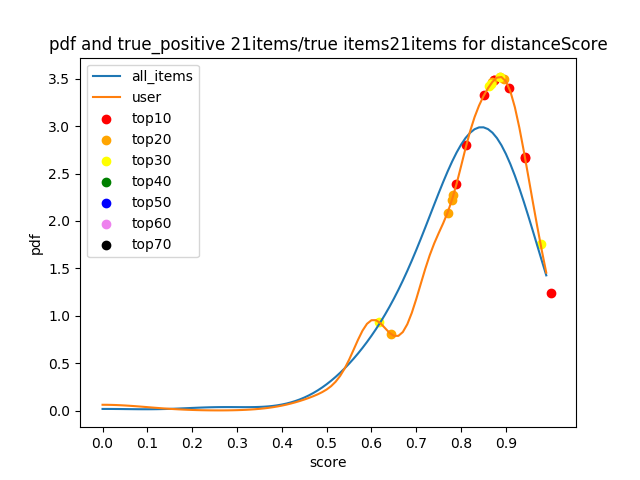 pdf and true_positive 21items/true items21items for distanceScore
all_items
user
top10
top20
top30
top40
top50
top60
top70
pdf
3.5
3.0
2.5
2.0
1.5
1.0
0.5
0.0
0.0 0.1 0.2 0.3 0.4 0.5 0.6 0.7 0.8 0.9
score